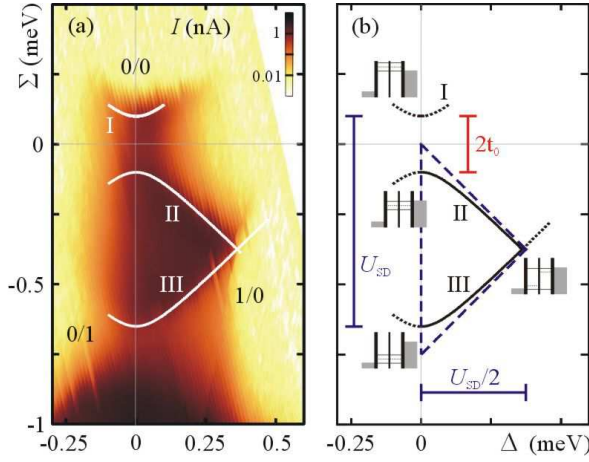 (a)
I (nA)
1
0.01
0/0
I
II
III
1/0
0/1
Σ (meV)
0
-0.5
-1
-0.25
0
0.25
0.5
(b)
I
2t₀
II
U_SD
III
U_SD/2
-0.25
0
Δ (meV)